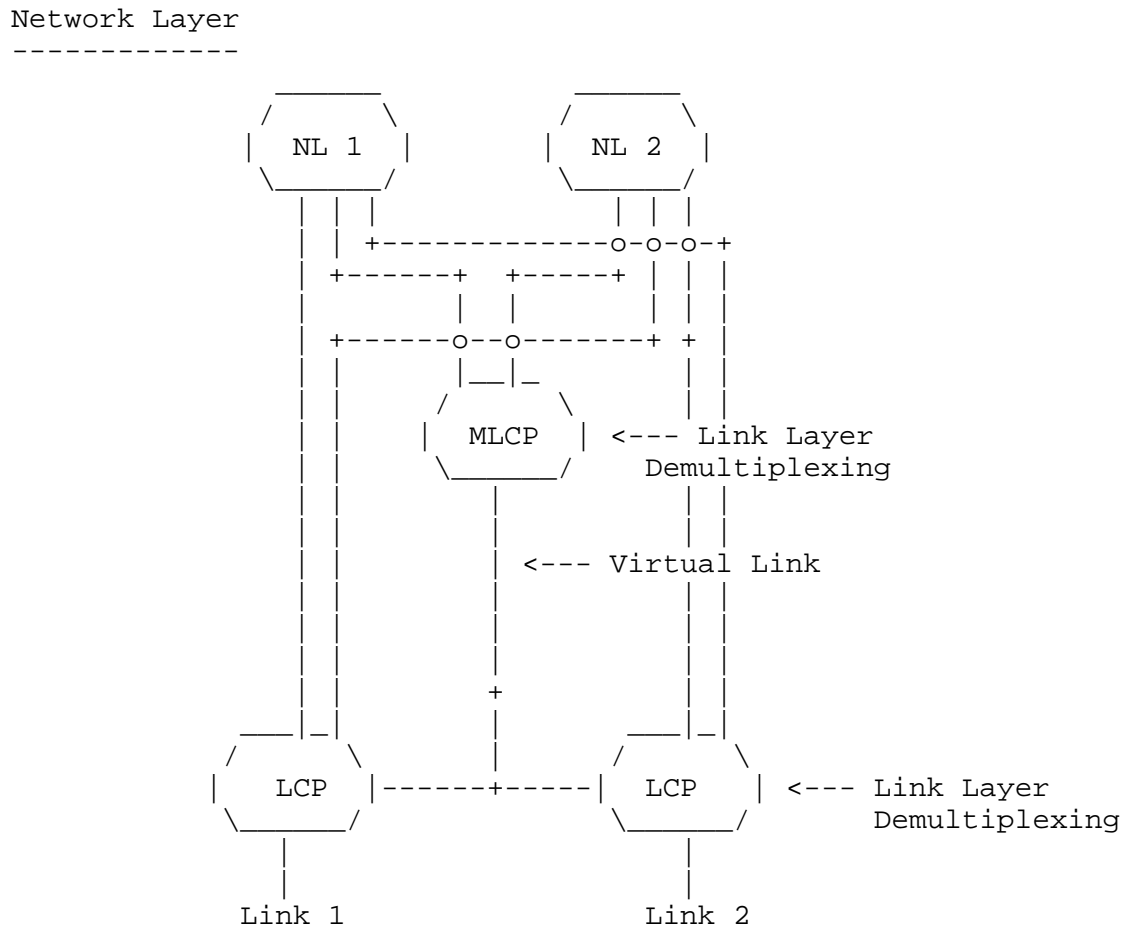 Network Layer
-------------
NL 1 NL 2
MLCP <--- Link Layer
Demultiplexing
<--- Virtual Link
LCP LCP <--- Link Layer
Demultiplexing
Link 1 Link 2